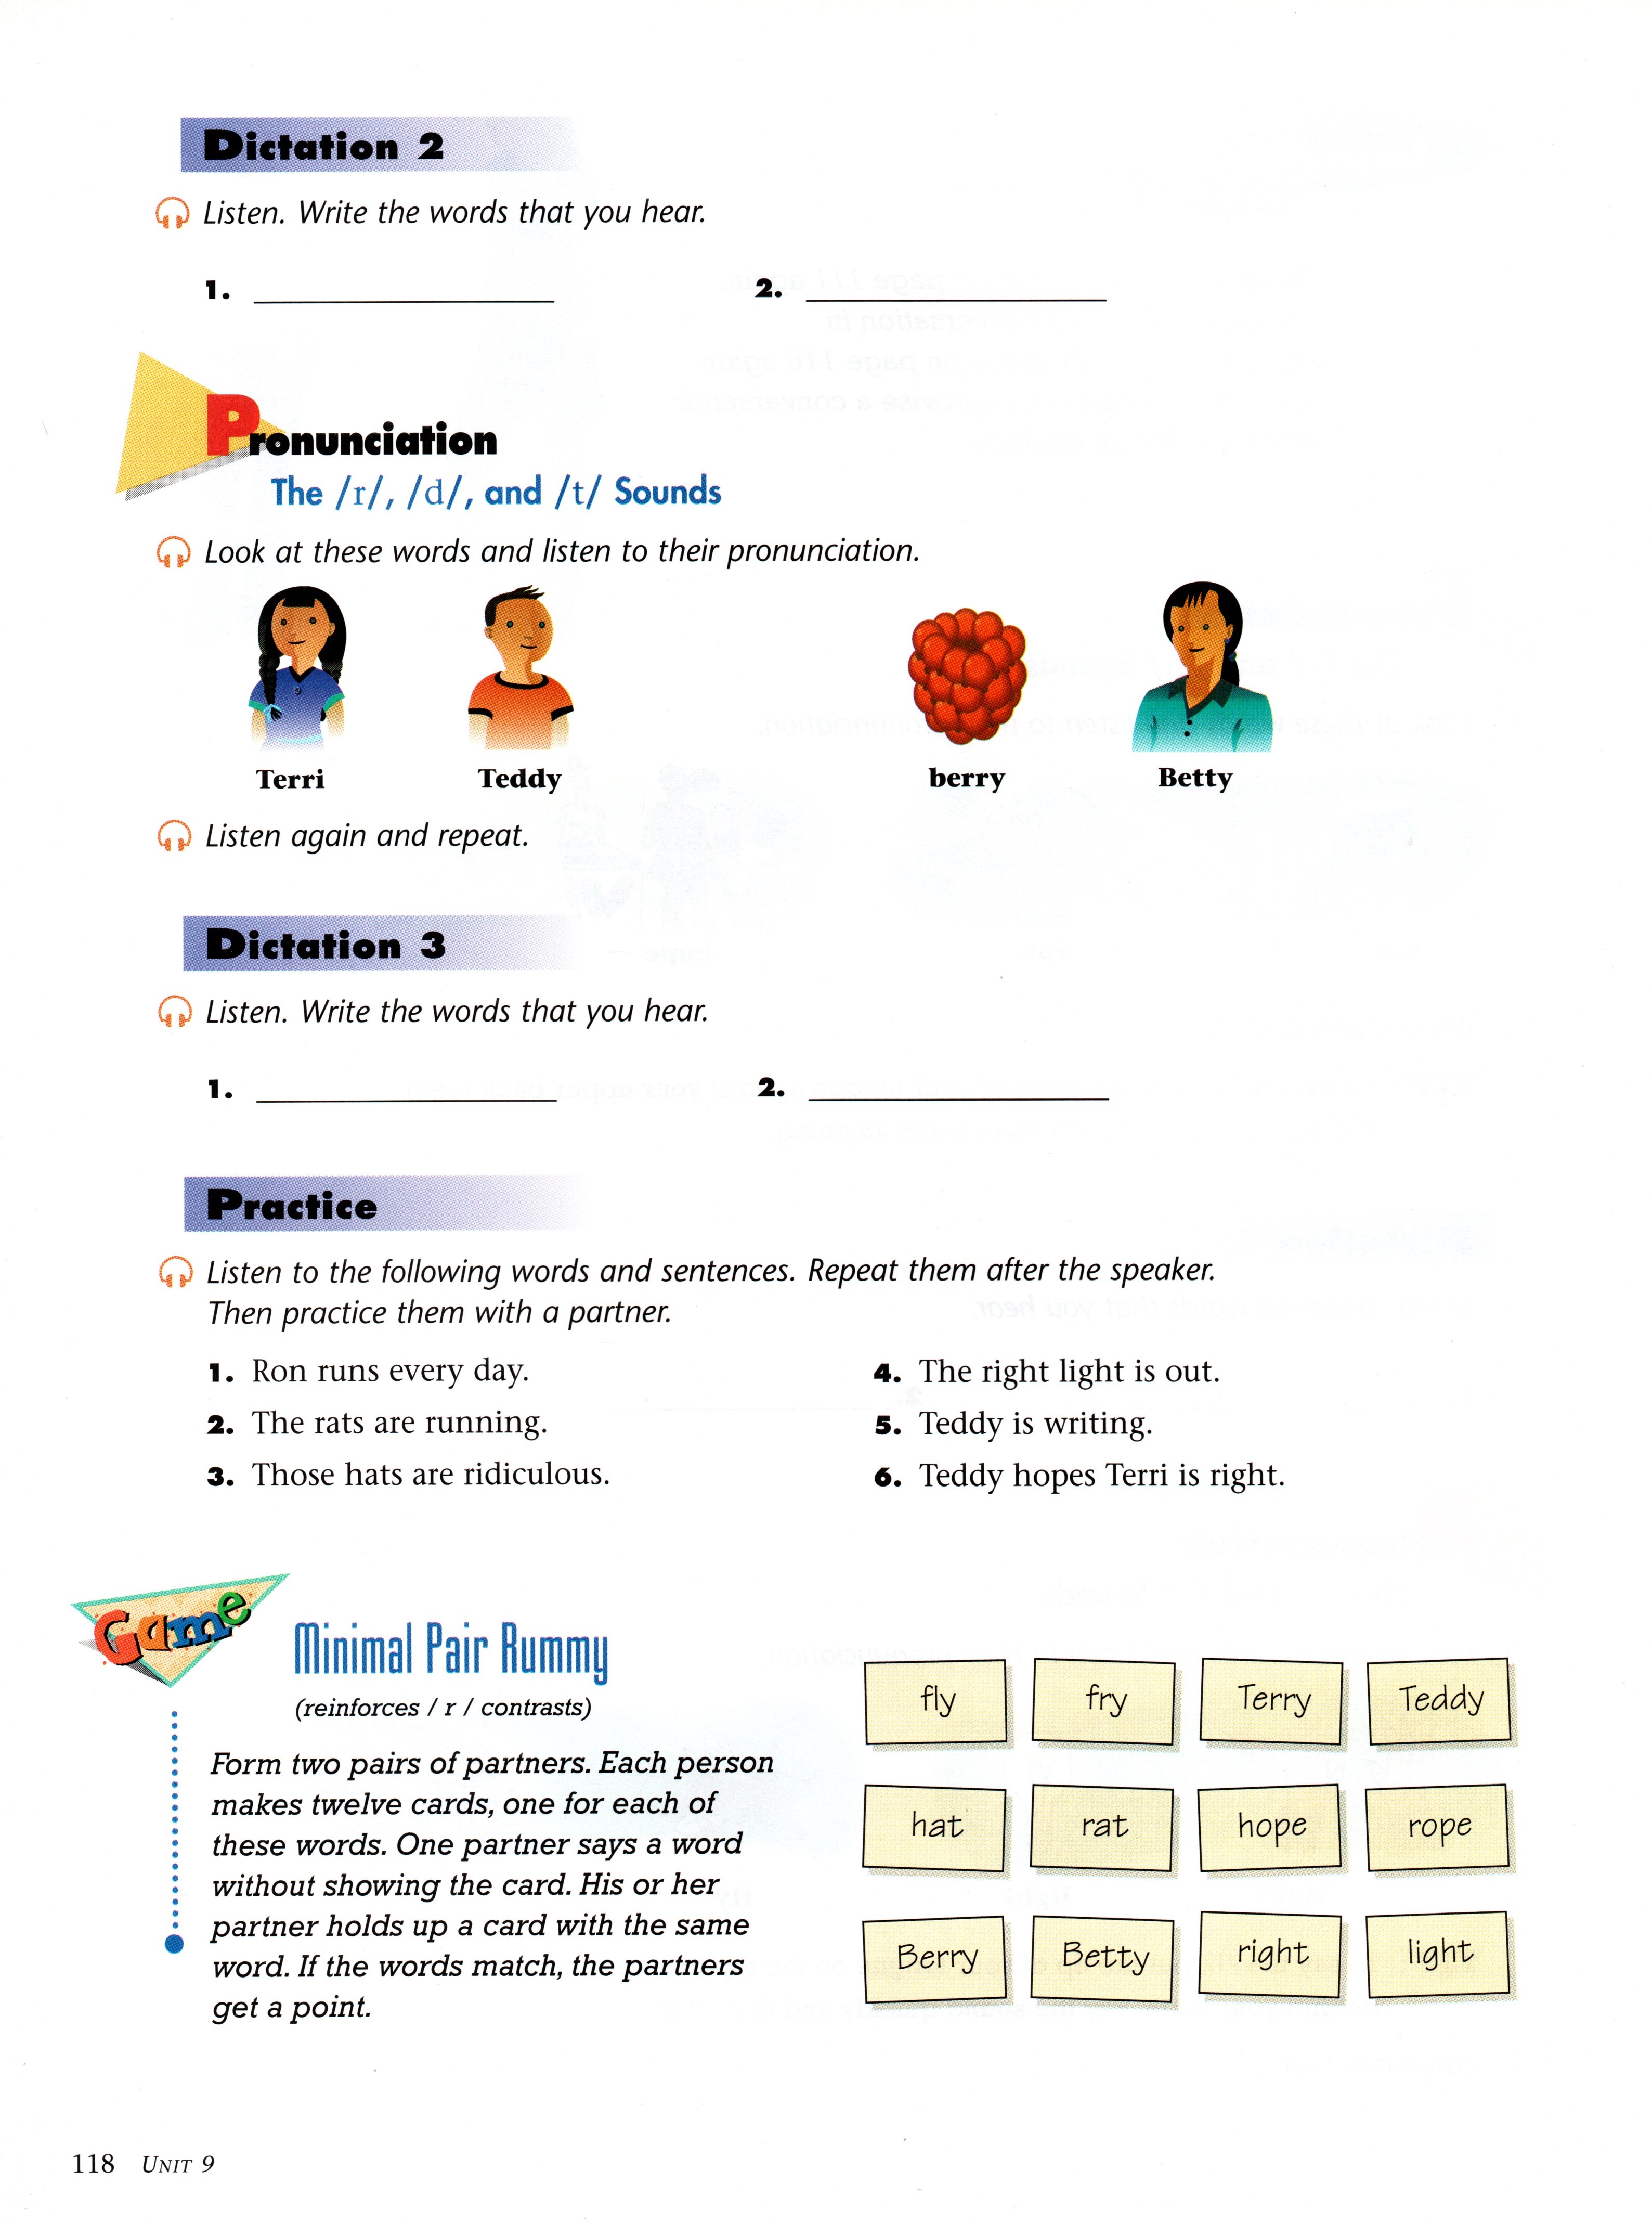 Dictation 2
Listen. Write the words that you hear.
1. 2.
Pronunciation
The /r/, /d/, and /t/ Sounds
Look at these words and listen to their pronunciation.
Terri Teddy berry Betty
Listen again and repeat.
Dictation 3
Listen. Write the words that you hear.
1. 2.
Practice
Listen to the following words and sentences. Repeat them after the speaker.
Then practice them with a partner.
1. Ron runs every day.
2. The rats are running.
3. Those hats are ridiculous.
4. The right light is out.
5. Teddy is writing.
6. Teddy hopes Terri is right.
Game
Minimal Pair Rummy
(reinforces / r / contrasts)
Form two pairs of partners. Each person
makes twelve cards, one for each of
these words. One partner says a word
without showing the card. His or her
partner holds up a card with the same
word. If the words match, the partners
get a point.
fly fry Terry Teddy
hat rat hope rope
Berry Betty right light
118 UNIT 9